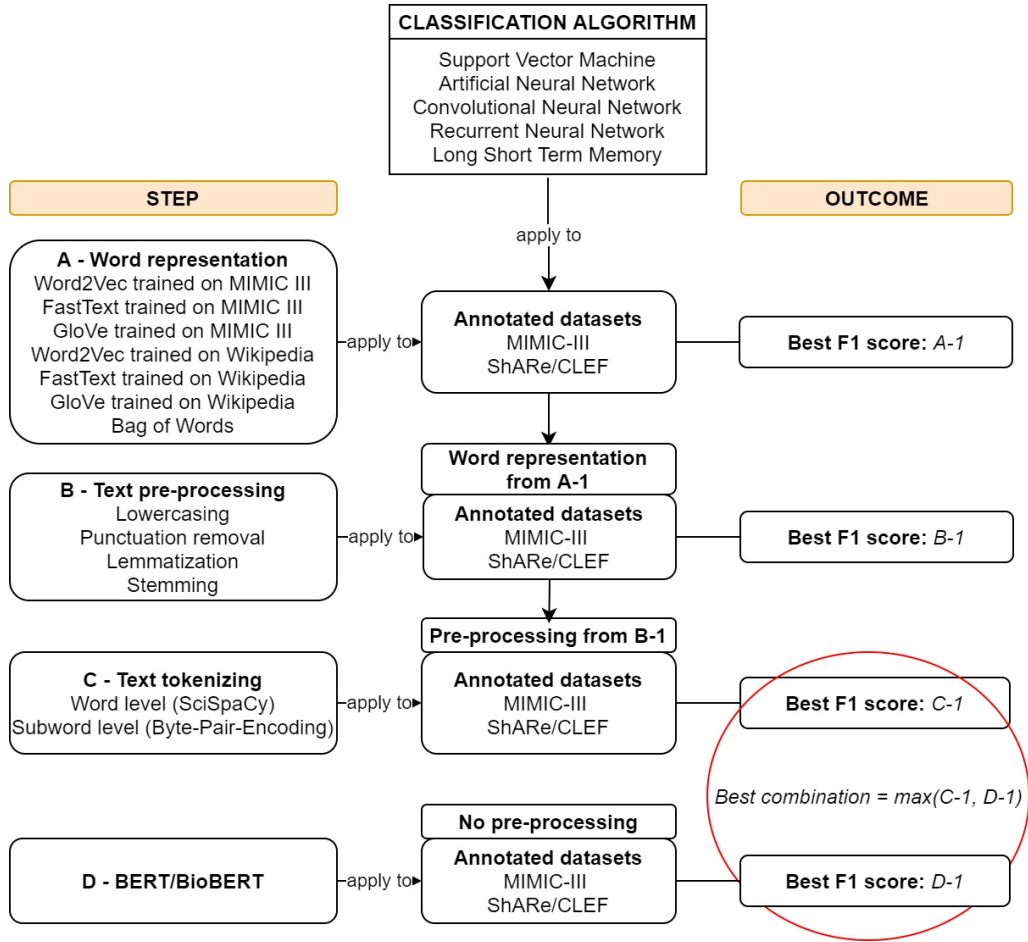 CLASSIFICATION ALGORITHM
Support Vector Machine
Artificial Neural Network
Convolutional Neural Network
Recurrent Neural Network
Long Short Term Memory
STEP
OUTCOME
apply to
A - Word representation
Word2Vec trained on MIMIC III
FastText trained on MIMIC III
GloVe trained on MIMIC III
Word2Vec trained on Wikipedia
FastText trained on Wikipedia
GloVe trained on Wikipedia
Bag of Words
apply to
Annotated datasets
MIMIC-III
ShARe/CLEF
Best F1 score: A-1
Word representation
from A-1
B - Text pre-processing
Lowercasing
Punctuation removal
Lemmatization
Stemming
apply to
Annotated datasets
MIMIC-III
ShARe/CLEF
Best F1 score: B-1
Pre-processing from B-1
C - Text tokenizing
Word level (SciSpaCy)
Subword level (Byte-Pair-Encoding)
apply to
Annotated datasets
MIMIC-III
ShARe/CLEF
Best F1 score: C-1
Best combination = max(C-1, D-1)
No pre-processing
D - BERT/BioBERT
apply to
Annotated datasets
MIMIC-III
ShARe/CLEF
Best F1 score: D-1